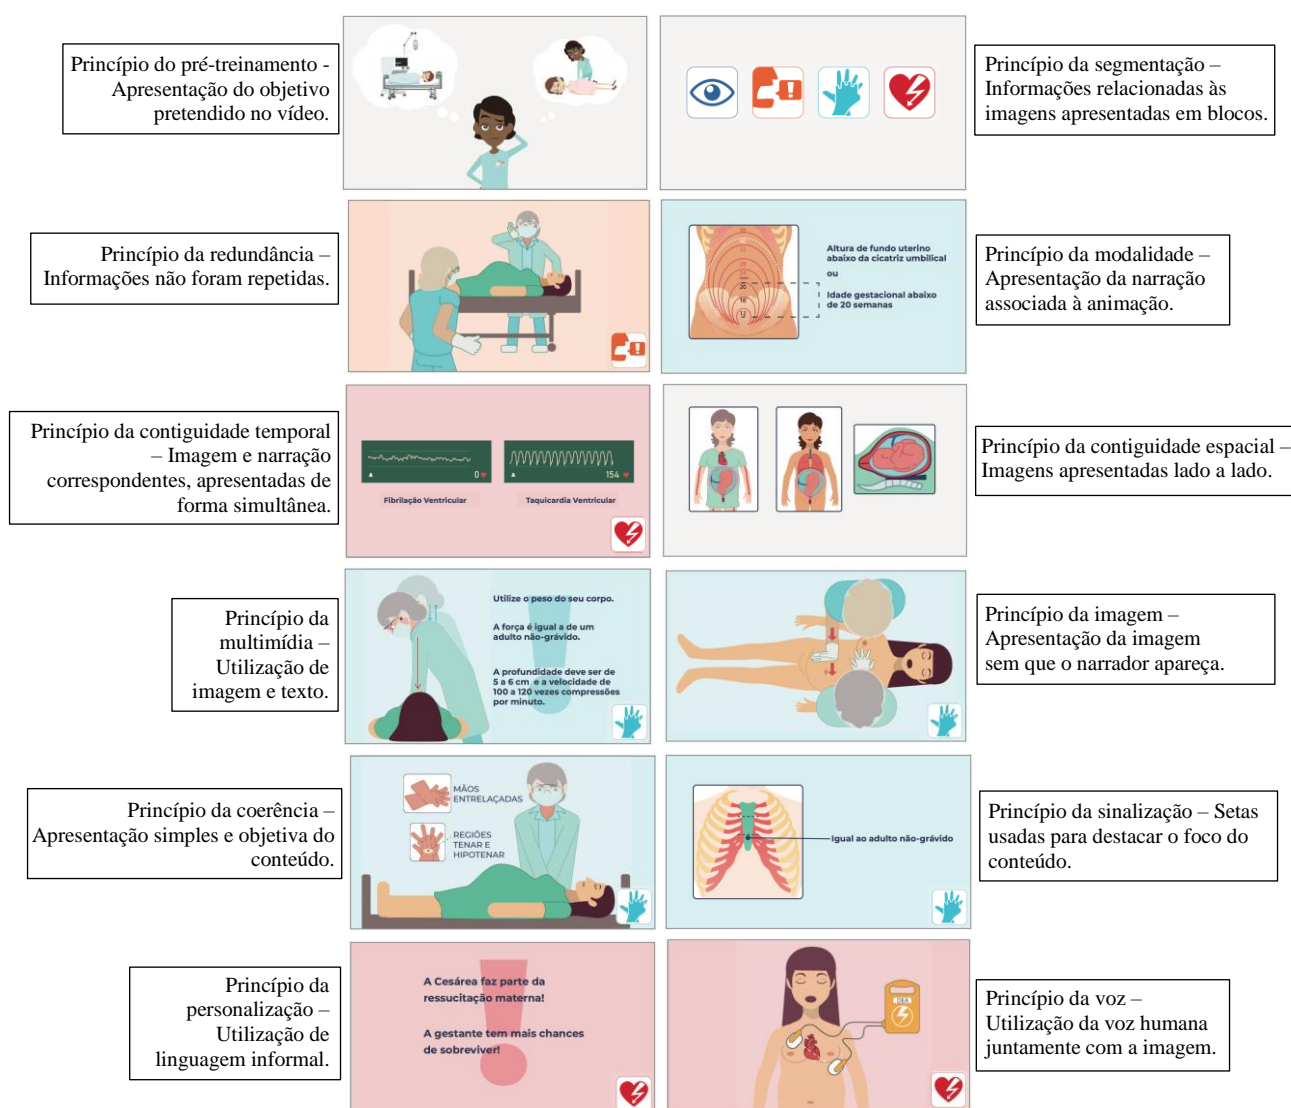 Princípio do pré-treinamento -
Apresentação do objetivo
pretendido no vídeo.
Princípio da segmentação –
Informações relacionadas às
imagens apresentadas em blocos.
Princípio da redundância –
Informações não foram repetidas.
Altura de fundo uterino
abaixo da cicatriz umbilical
ou
Idade gestacional abaixo
de 20 semanas
20
16
12
Princípio da modalidade –
Apresentação da narração
associada à animação.
Princípio da contiguidade temporal
– Imagem e narração
correspondentes, apresentadas de
forma simultânea.
0
154
Fibrilação Ventricular
Taquicardia Ventricular
Princípio da contiguidade espacial –
Imagens apresentadas lado a lado.
Princípio da
multimídia –
Utilização de
imagem e texto.
Utilize o peso do seu corpo.
A força é igual a de um
adulto não-grávido.
A profundidade deve ser de
5 a 6 cm e a velocidade de
100 a 120 vezes compressões
por minuto.
Princípio da imagem –
Apresentação da imagem
sem que o narrador apareça.
Princípio da coerência –
Apresentação simples e objetiva do
conteúdo.
MÃOS
ENTRELAÇADAS
REGIÕES
TENAR E
HIPOTENAR
Igual ao adulto não-grávido
Princípio da sinalização – Setas
usadas para destacar o foco do
conteúdo.
Princípio da
personalização –
Utilização de
linguagem informal.
A Cesárea faz parte da
ressucitação materna!
A gestante tem mais chances
de sobreviver!
DEA
Princípio da voz –
Utilização da voz humana
juntamente com a imagem.